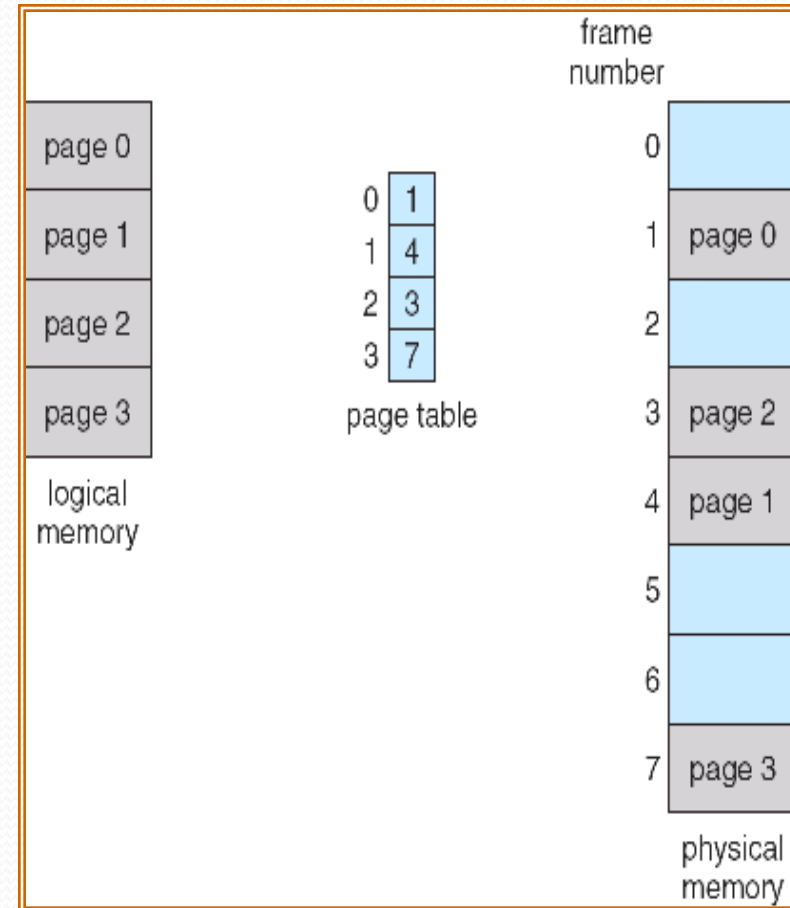 frame
number
page 0
page 1
page 2
page 3
logical
memory
0 1
1 4
2 3
3 7
page table
0
1 page 0
2
3 page 2
4 page 1
5
6
7 page 3
physical
memory